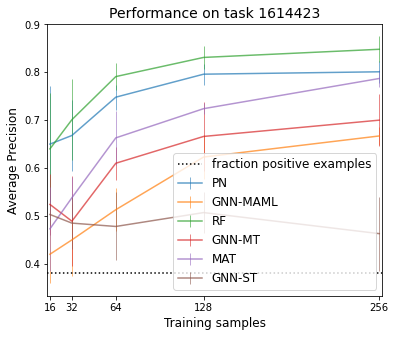 Performance on task 1614423
0.9
0.8
0.7
0.6
0.5
0.4
Average Precision
fraction positive examples
PN
GNN-MAML
RF
GNN-MT
MAT
GNN-ST
16 32 64 128 256
Training samples